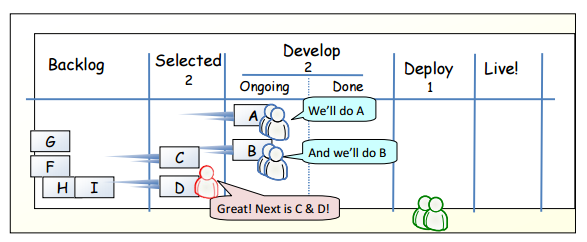 Backlog
Selected
2
Develop
2
Ongoing
Done
Deploy
1
Live!
A
We'll do A
G
B
And we'll do B
F
C
H
I
D
Great! Next is C & D!